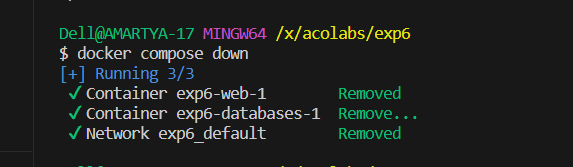 Dell@AMARTYA-17 MINGW64 /x/acolabs/exp6
$ docker compose down
[+] Running 3/3
✔ Container exp6-web-1 Removed
✔ Container exp6-databases-1 Remove...
✔ Network exp6_default Removed